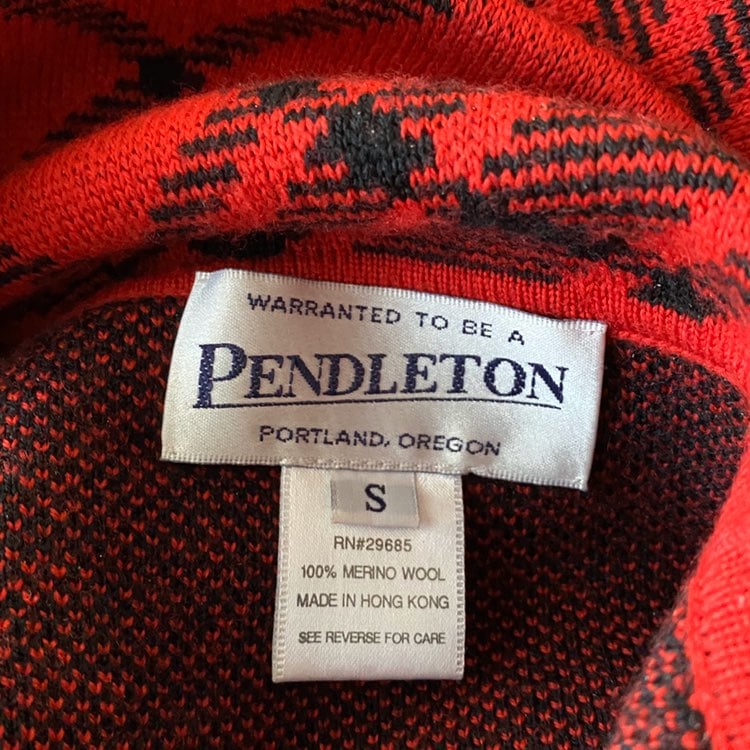 WARRANTED TO BE A
PENDLETON
PORTLAND, OREGON
S
RN#29685
100% MERINO WOOL
MADE IN HONG KONG
SEE REVERSE FOR CARE